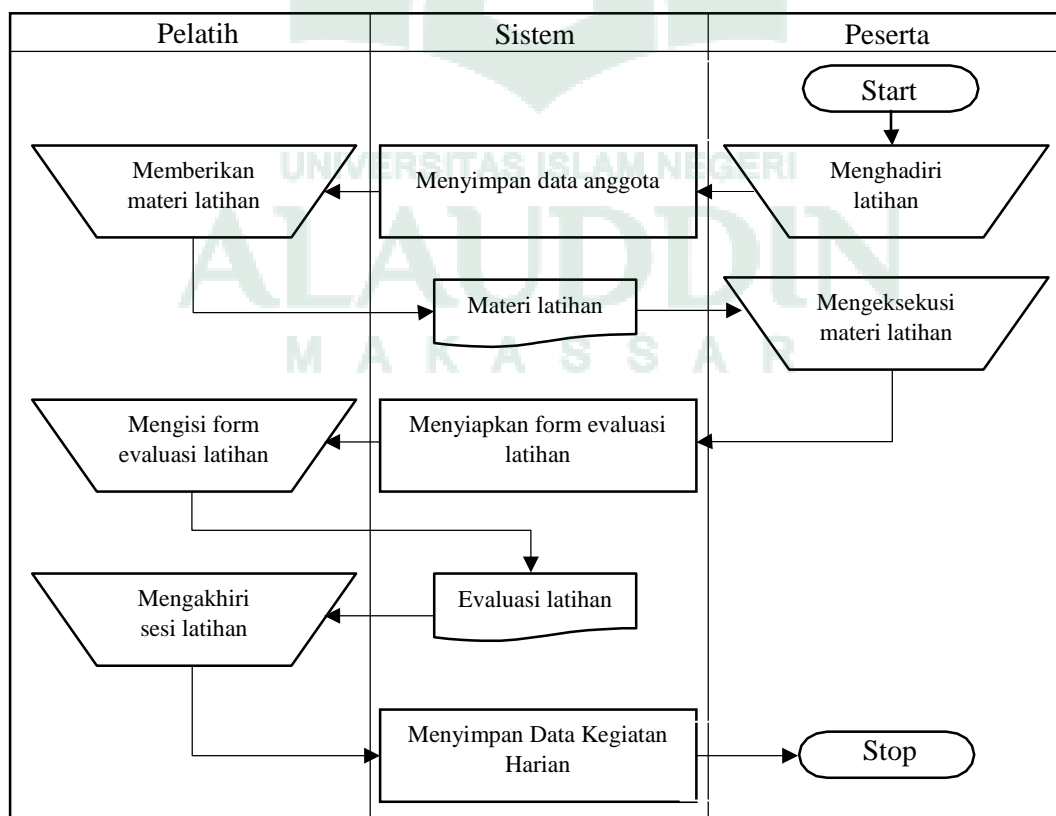 Pelatih
Sistem
Peserta
Start
Memberikan
materi latihan
Menyimpan data anggota
Menghadiri
latihan
UNIVERSITAS ISLAM NEGERI
ALAUDDIN
MAKASSAR
Materi latihan
Mengeksekusi
materi latihan
Mengisi form
evaluasi latihan
Menyiapkan form evaluasi
latihan
Mengakhiri
sesi latihan
Evaluasi latihan
Menyimpan Data Kegiatan
Harian
Stop